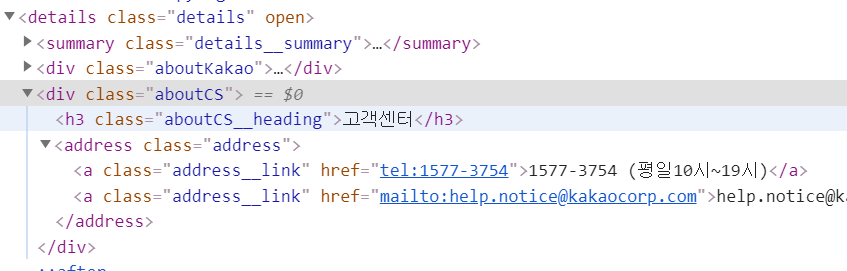 ▼<details class="details" open>
▶<summary class="details__summary">…</summary>
▶<div class="aboutKakao">…</div>
▼<div class="aboutCS"> == $0
<h3 class="aboutCS__heading">고객센터</h3>
▼<address class="address">
<a class="address__link" href="tel:1577-3754">1577-3754 (평일10시~19시)</a>
<a class="address__link" href="mailto:help.notice@kakaocorp.com">help.notice@ka
</address>
</div>
::after